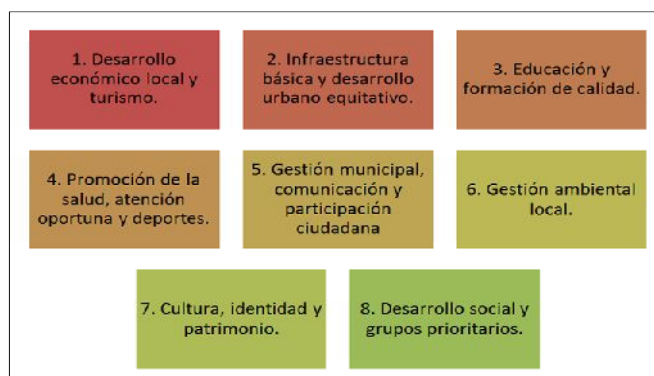 1. Desarrollo
económico local y
turismo.
2. Infraestructura
básica y desarrollo
urbano equitativo.
3. Educación y
formación de calidad.
4. Promoción de la
salud, atención
oportuna y deportes.
5. Gestión municipal,
comunicación y
participación
ciudadana
6. Gestión ambiental
local.
7. Cultura, identidad y
patrimonio.
8. Desarrollo social y
grupos prioritarios.